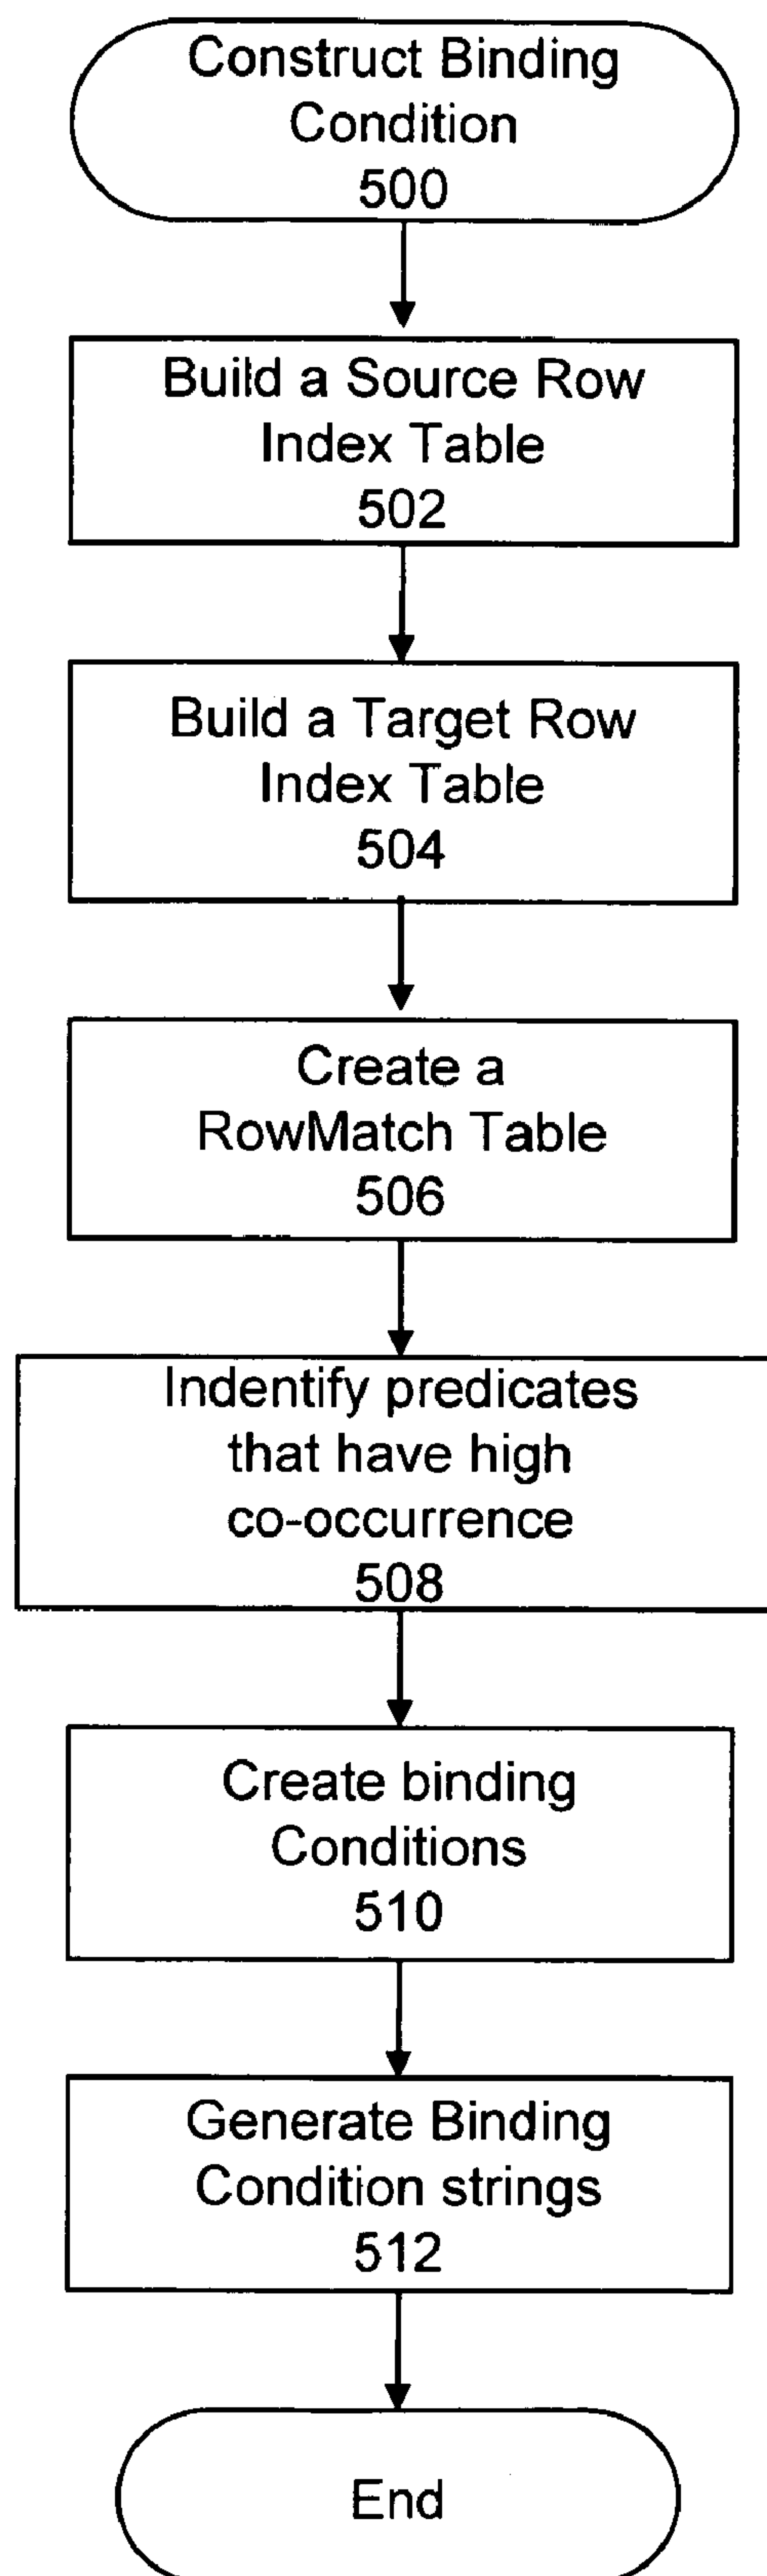 Construct Binding
Condition
500
Build a Source Row
Index Table
502
Build a Target Row
Index Table
504
Create a
RowMatch Table
506
Indentify predicates
that have high
co-occurrence
508
Create binding
Conditions
510
Generate Binding
Condition strings
512
End